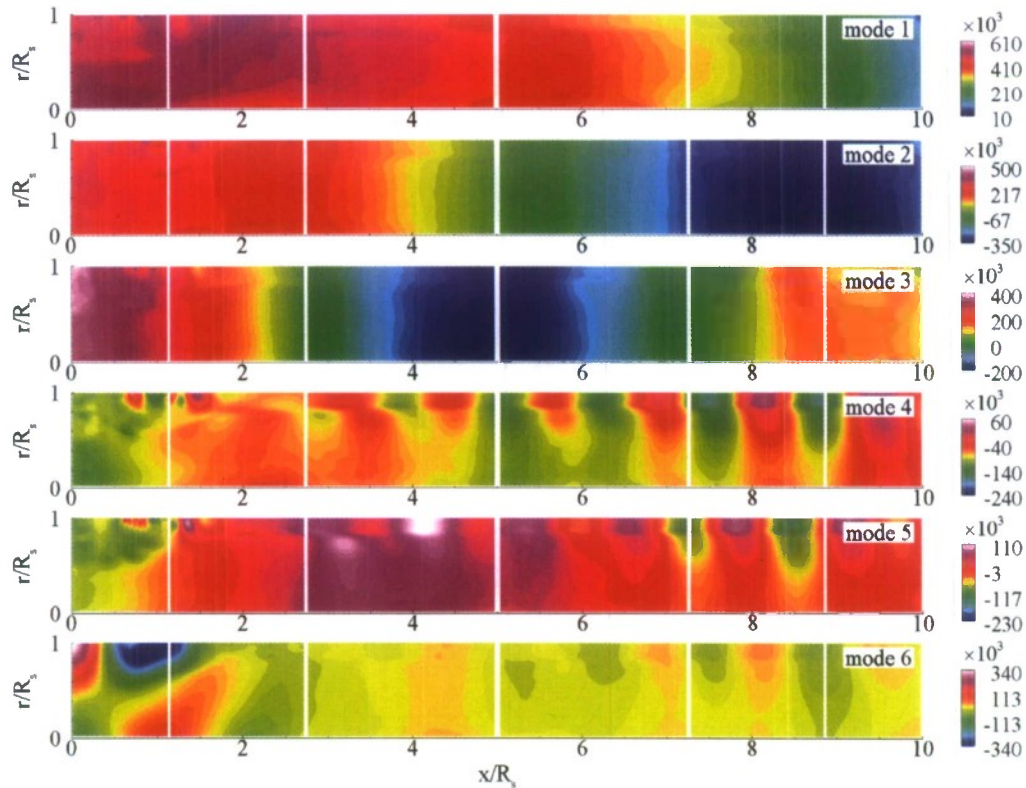 ×10³
1
r/Rₛ
mode 1
610
410
210
10
0
0 2 4 6 8 10
×10³
1
r/Rₛ
mode 2
500
217
-67
-350
0
0 2 4 6 8 10
×10³
1
r/Rₛ
mode 3
400
200
0
-200
0
0 2 4 6 8 10
×10³
1
r/Rₛ
mode 4
60
-40
-140
-240
0
0 2 4 6 8 10
×10³
1
r/Rₛ
mode 5
110
-3
-117
-230
0
0 2 4 6 8 10
×10³
1
r/Rₛ
mode 6
340
113
-113
-340
0
0 2 4 6 8 10
x/Rₛ